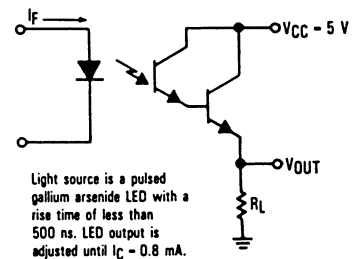 IF
VCC = 5 V
VOUT
RL
Light source is a pulsed
gallium arsenide LED with a
rise time of less than
500 ns. LED output is
adjusted until IC = 0.8 mA.